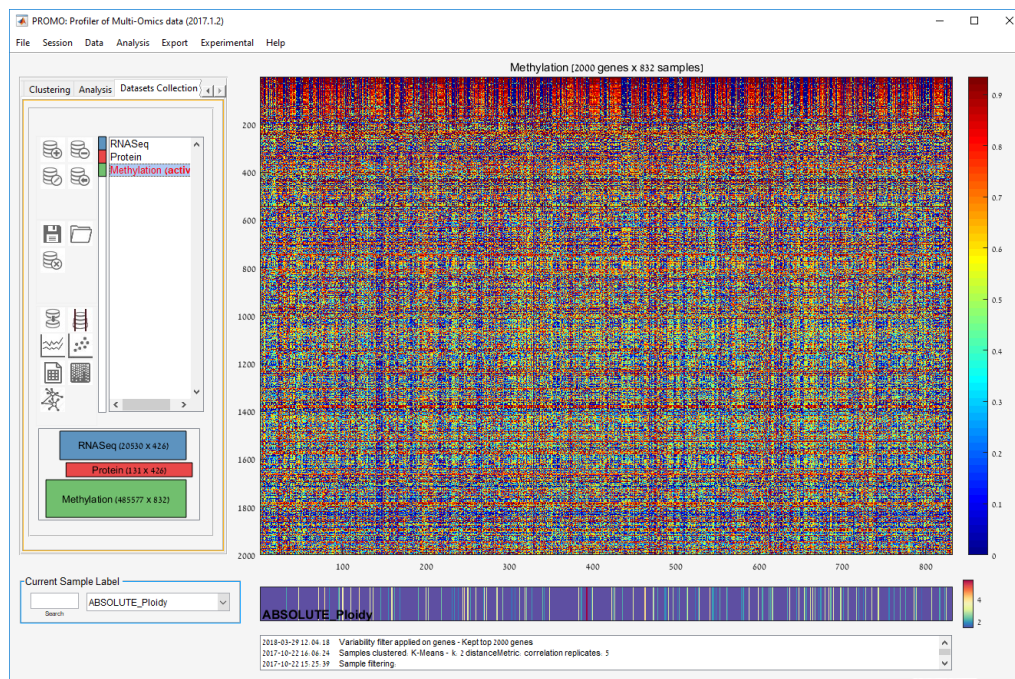 PROMO: Profiler of Multi-Omics data (2017.1.2)
File Session Data Analysis Export Experimental Help
Methylation [2000 genes x 832 samples]
Clustering Analysis Datasets Collection
RNASeq
Protein
Methylation (activ
RNASeq (20530 x 426)
Protein (131 x 426)
Methylation (485577 x 832)
200
400
600
800
1000
1200
1400
1600
1800
2000
100 200 300 400 500 600 700 800
0.9
0.8
0.7
0.6
0.5
0.4
0.3
0.2
0.1
0
Current Sample Label
Search
ABSOLUTE_Ploidy
ABSOLUTE_Ploidy
4
2
2018-03-29 12.04.18 Variability filter applied on genes - Kept top 2000 genes
2017-10-22 16.06.24 Samples clustered: K-Means - k: 2 distanceMetric: correlation replicates: 5
2017-10-22 15.25.39 Sample filtering: